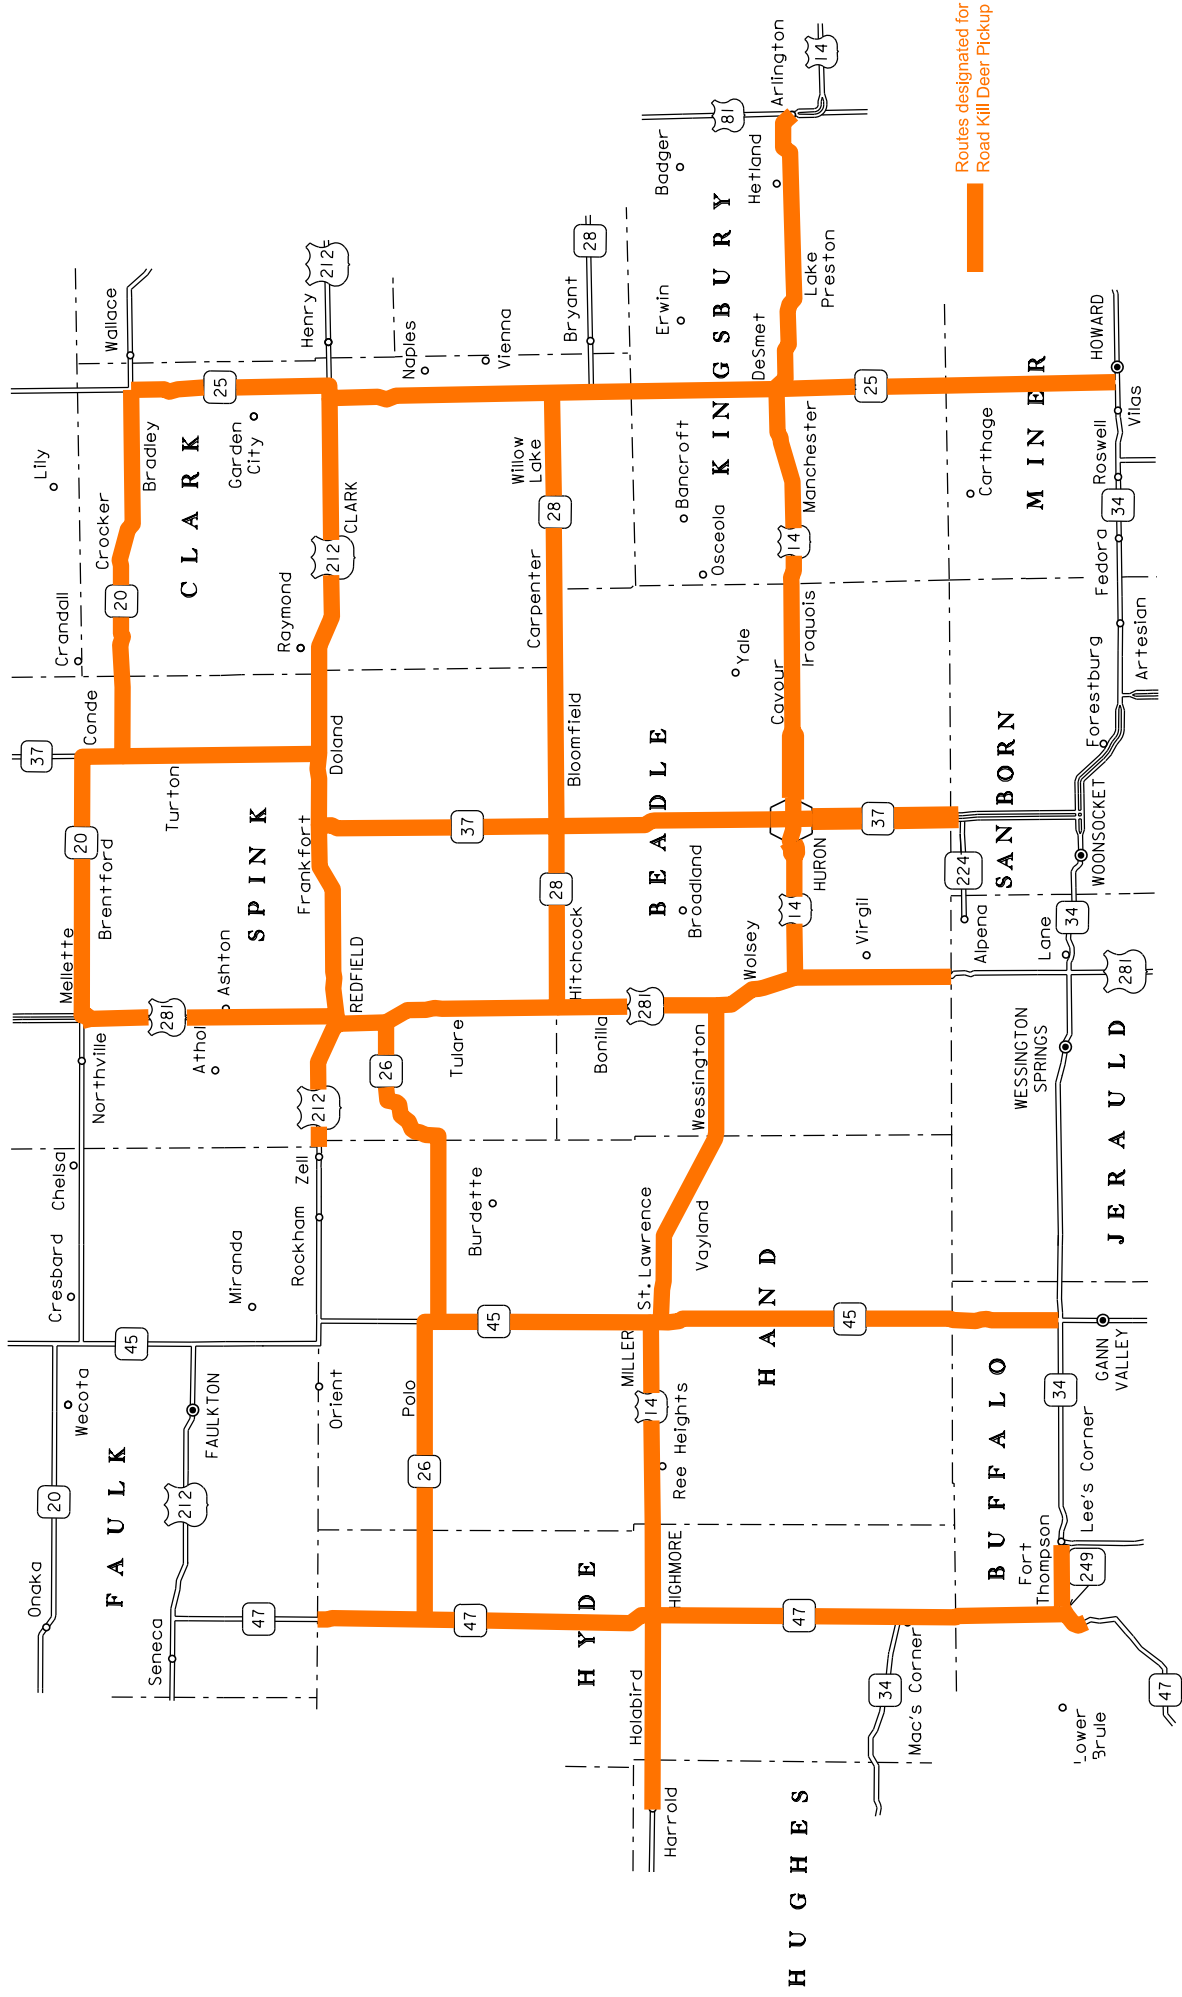 Routes designated for
Road Kill Deer Pickup
Onaka
20
Wecota
Cresbard
Chelsa
Northville
Mellette
20
Brentford
37
Conde
Crandall
Lily
Crocker
20
Bradley
Wallace
F A U L K
45
FAULKTON
212
Seneca
47
Miranda
Athol
281
Ashton
Turton
S P I N K
C L A R K
Garden
City
25
Orient
Rockham
Zell
212
REDFIELD
Frankfort
Doland
Raymond
212
CLARK
Henry
212
Polo
26
47
45
Burdette
26
Tulare
37
Naples
Vienna
H Y D E
Bonilla
Hitchcock
28
Bloomfield
Carpenter
28
Willow
Lake
Bryant
28
Harrold
Holabird
HIGHMORE
Ree Heights
14
MILLER
St. Lawrence
Vayland
Wessington
281
Broadland
B E A D L E
Bancroft
Osceola
Erwin
Badger
K I N G S B U R Y
81
Yale
Wolsey
14
HURON
Cavour
Iroquois
14
Manchester
DeSmet
Lake
Preston
Hetland
Arlington
14
H U G H E S
H A N D
47
45
Virgil
37
25
34
Mac's Corner
Alpena
224
S A N B O R N
Carthage
M I N E R
B U F F A L O
Fort
Thompson
249
Lee's Corner
34
GANN
VALLEY
WESSINGTON
SPRINGS
Lane
34
WOONSOCKET
Forestburg
Artesian
Fedora
34
Roswell
Vilas
HOWARD
Lower
Brule
47
J E R A U L D
281